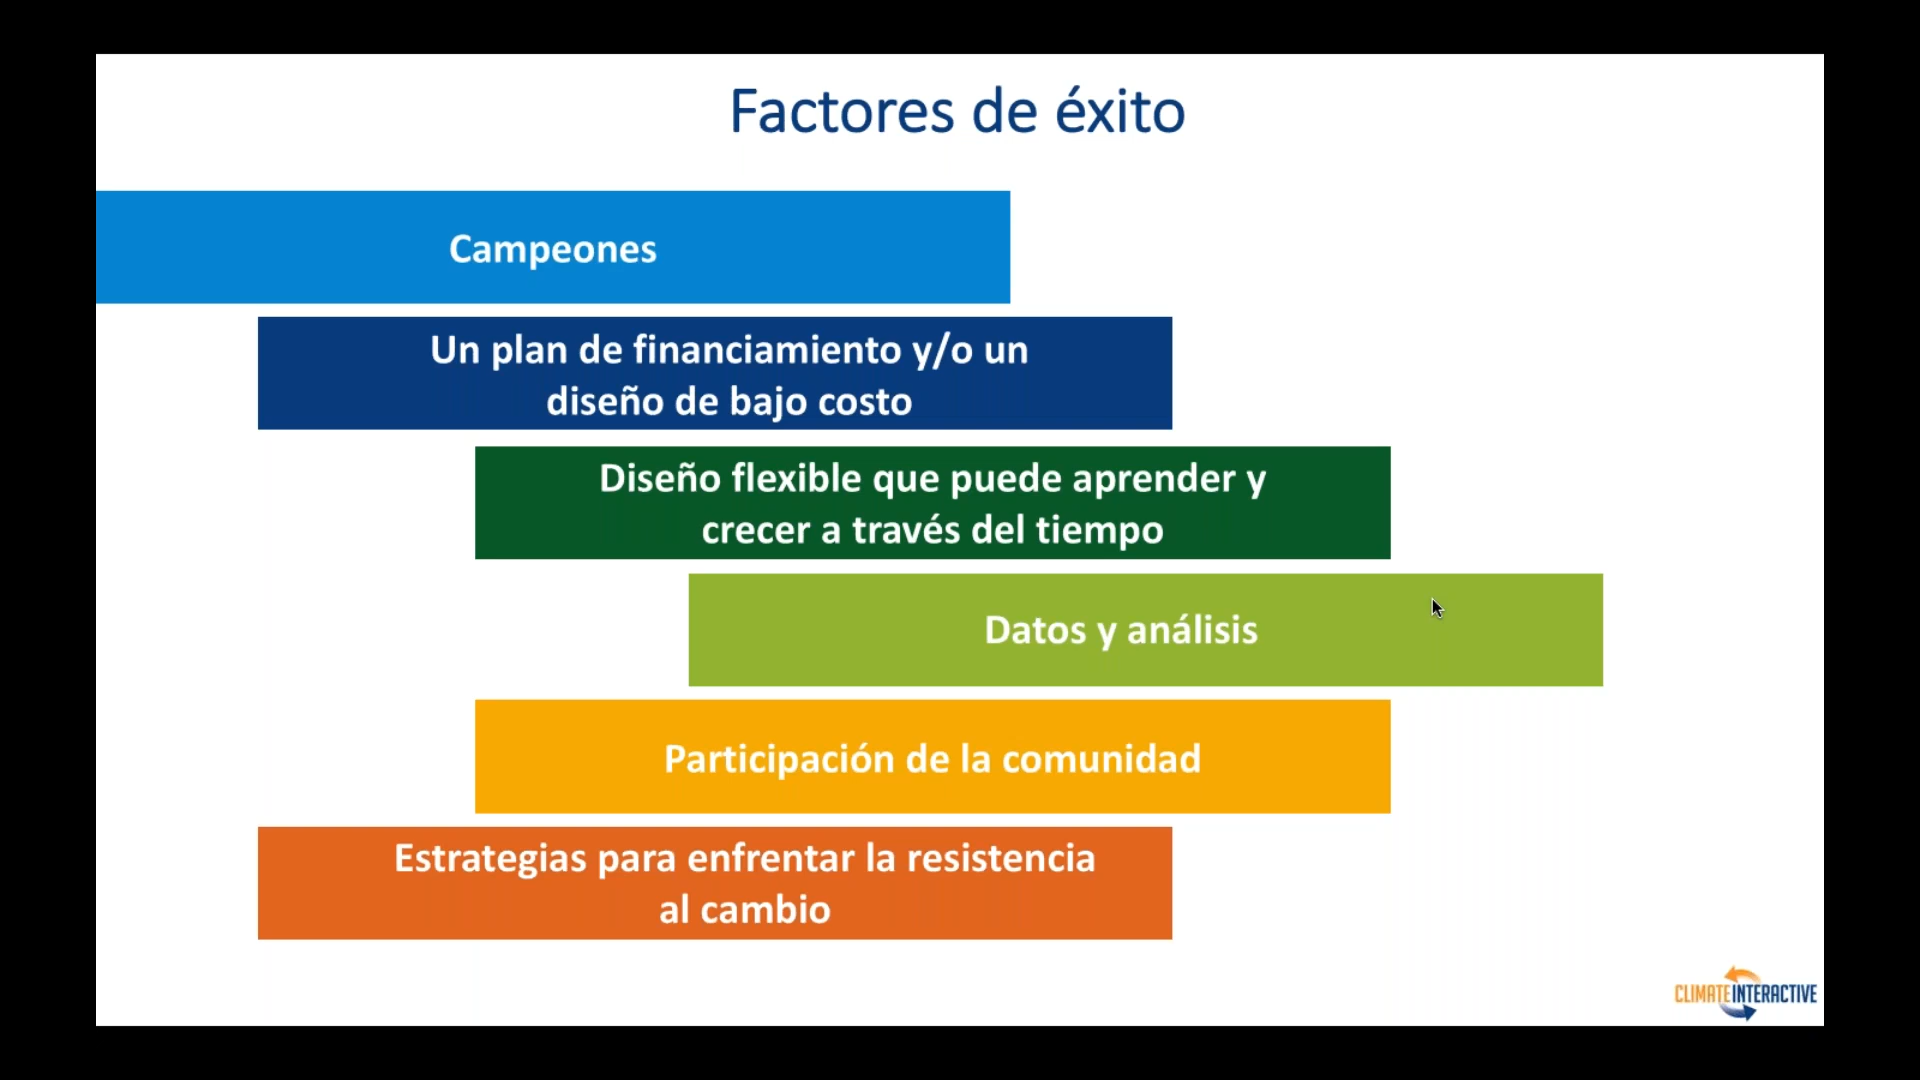 Factores de éxito
Campeones
Un plan de financiamiento y/o un
diseño de bajo costo
Diseño flexible que puede aprender y
crecer a través del tiempo
Datos y análisis
Participación de la comunidad
Estrategias para enfrentar la resistencia
al cambio
CLIMATE INTERACTIVE